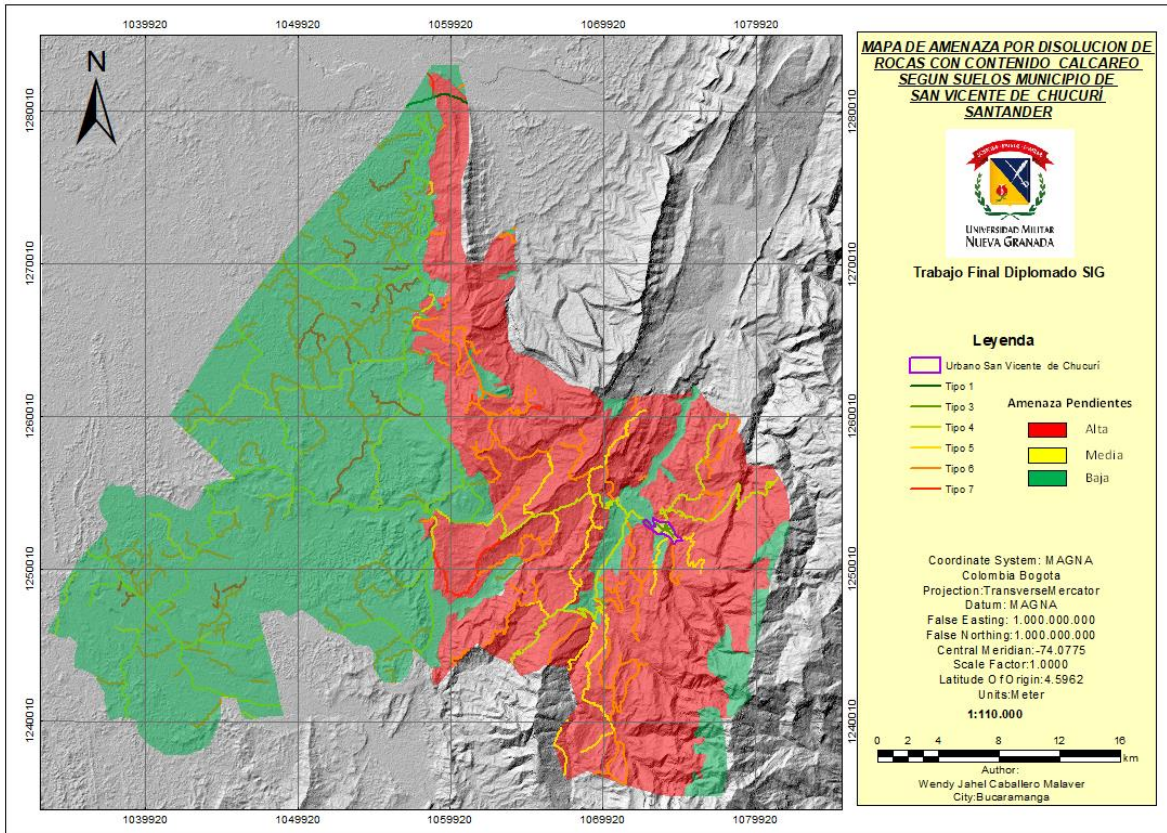 1039920 1049920 1059920 1069920 1079920
N
1280010 1280010
1270010 1270010
1260010 1260010
1250010 1250010
1240010 1240010
1039920 1049920 1059920 1069920 1079920
MAPA DE AMENAZA POR DISOLUCION DE
ROCAS CON CONTENIDO CALCAREO
SEGUN SUELOS MUNICIPIO DE
SAN VICENTE DE CHUCURÍ
SANTANDER
UNIVERSIDAD MILITAR
NUEVA GRANADA
Trabajo Final Diplomado SIG
Leyenda
Urbano San Vicente de Chucurí
Tipo 1
Tipo 3
Tipo 4
Tipo 5
Tipo 6
Tipo 7
Amenaza Pendientes
Alta
Media
Baja
Coordinate System: MAGNA
Colombia Bogota
Projection:TransverseMercator
Datum: MAGNA
False Easting: 1.000.000.000
False Northing:1.000.000.000
Central Meridian:-74.0775
Scale Factor:1.0000
Latitude Of Origin:4.5962
Units:Meter
1:110.000
0 2 4 8 12 16
km
Author:
Wendy Jahel Caballero Malaver
City:Bucaramanga